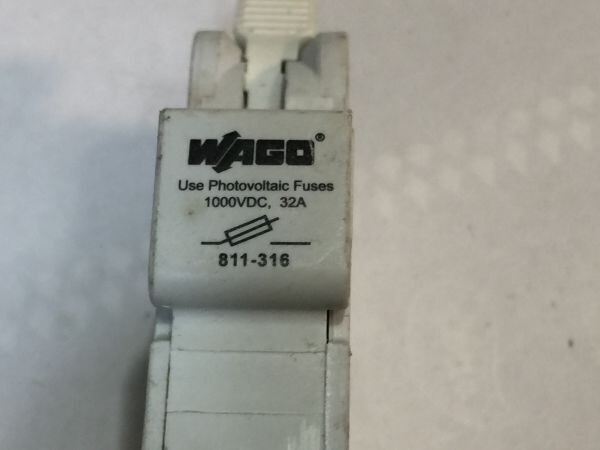 WAGO®
Use Photovoltaic Fuses
1000VDC, 32A
811-316